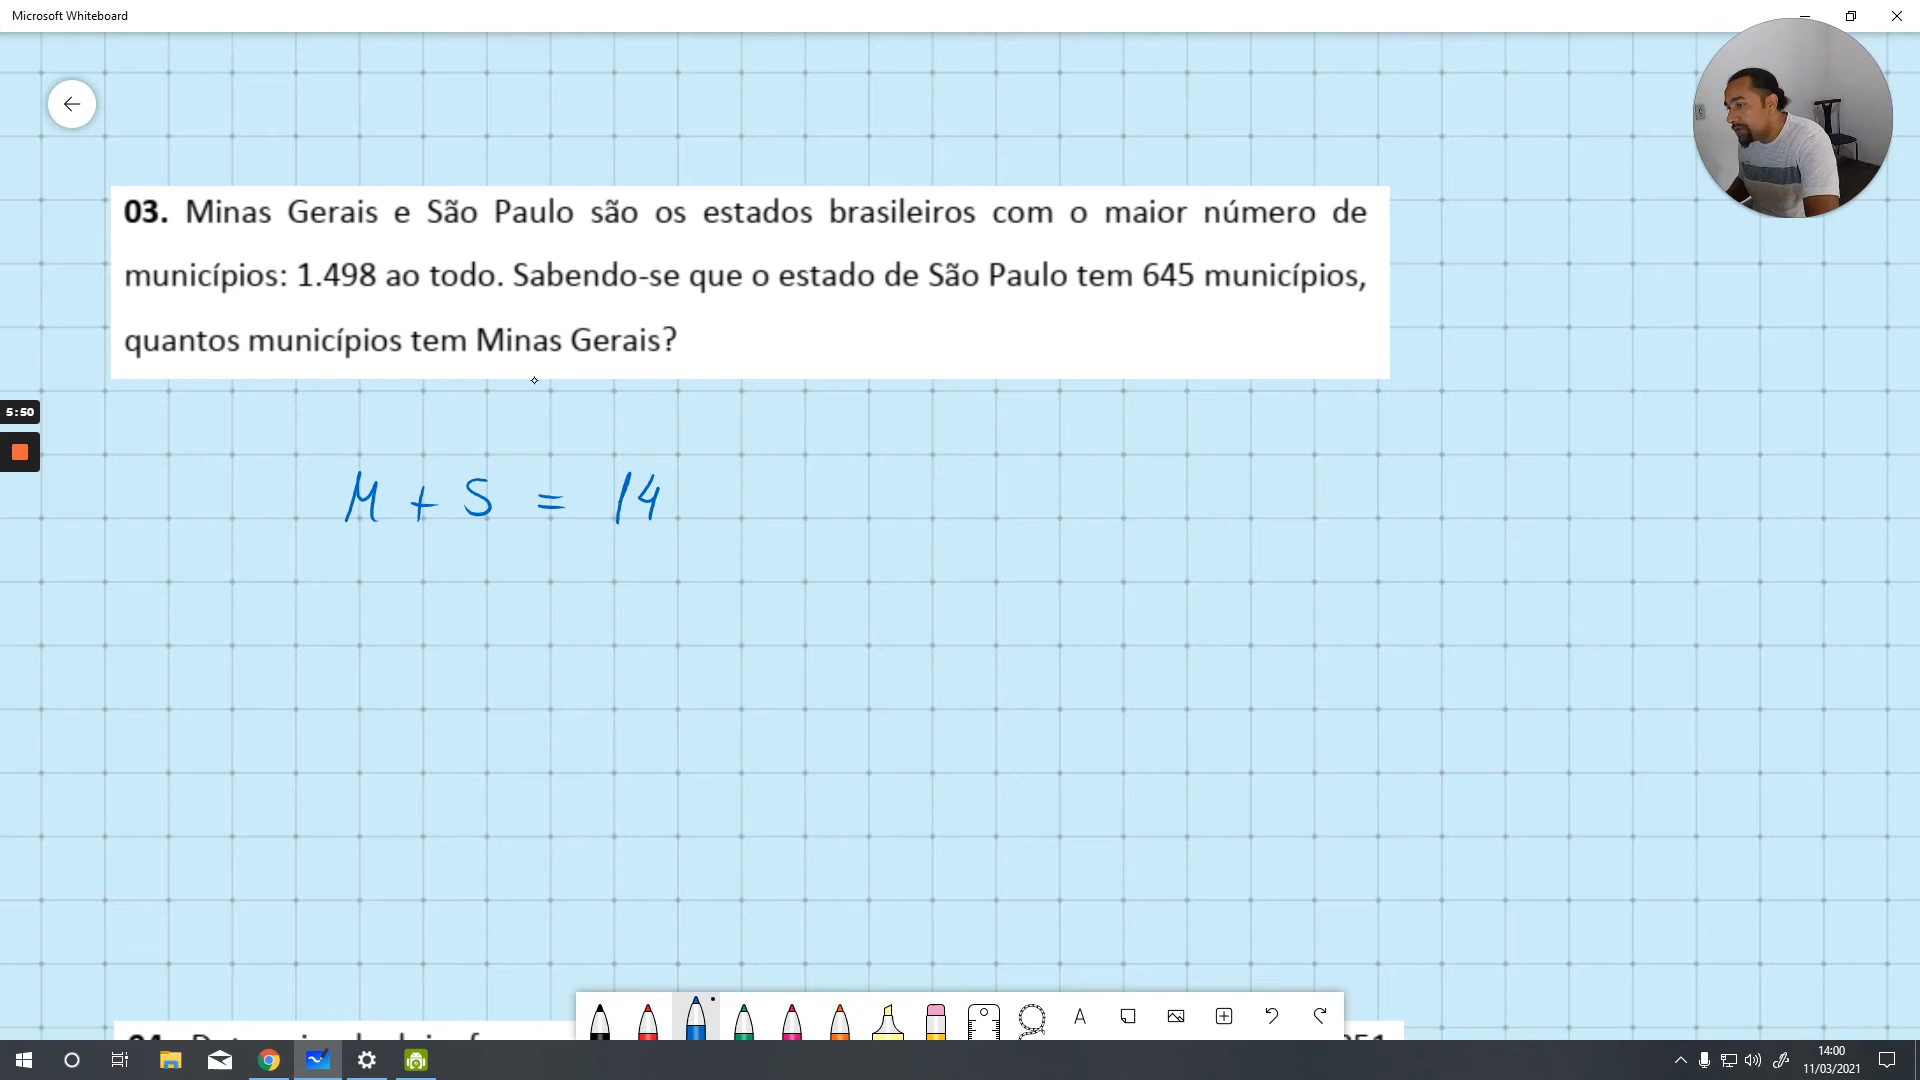 Microsoft Whiteboard
03. Minas Gerais e São Paulo são os estados brasileiros com o maior número de
municípios: 1.498 ao todo. Sabendo-se que o estado de São Paulo tem 645 municípios,
quantos municípios tem Minas Gerais?
5:50
M + S = 14
A
14:00
11/03/2021